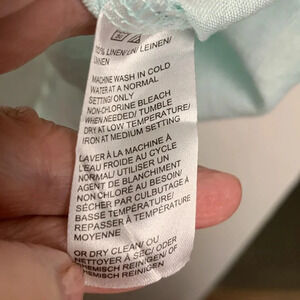 100% LINEN/LIN/LEINEN/
LINNEN
MACHINE WASH IN COLD
WATER AT A NORMAL
SETTING/ ONLY
NON-CHLORINE BLEACH
WHEN NEEDED/ TUMBLE
DRY AT LOW TEMPERATURE/
IRON AT MEDIUM SETTING
LAVER À LA MACHINE À
L'EAU FROIDE AU CYCLE
NORMAL/ UTILISER UN
AGENT DE BLANCHIMENT
NON CHLORÉ AU BESOIN/
SÉCHER PAR CULBUTAGE À
BASSE TEMPÉRATURE/
REPASSER À TEMPÉRATURE
MOYENNE
OR DRY CLEAN/ OU
NETTOYER À SEC/ ODER
CHEMISCH REINIGEN/ OF
CHEMISCH REINIGEN